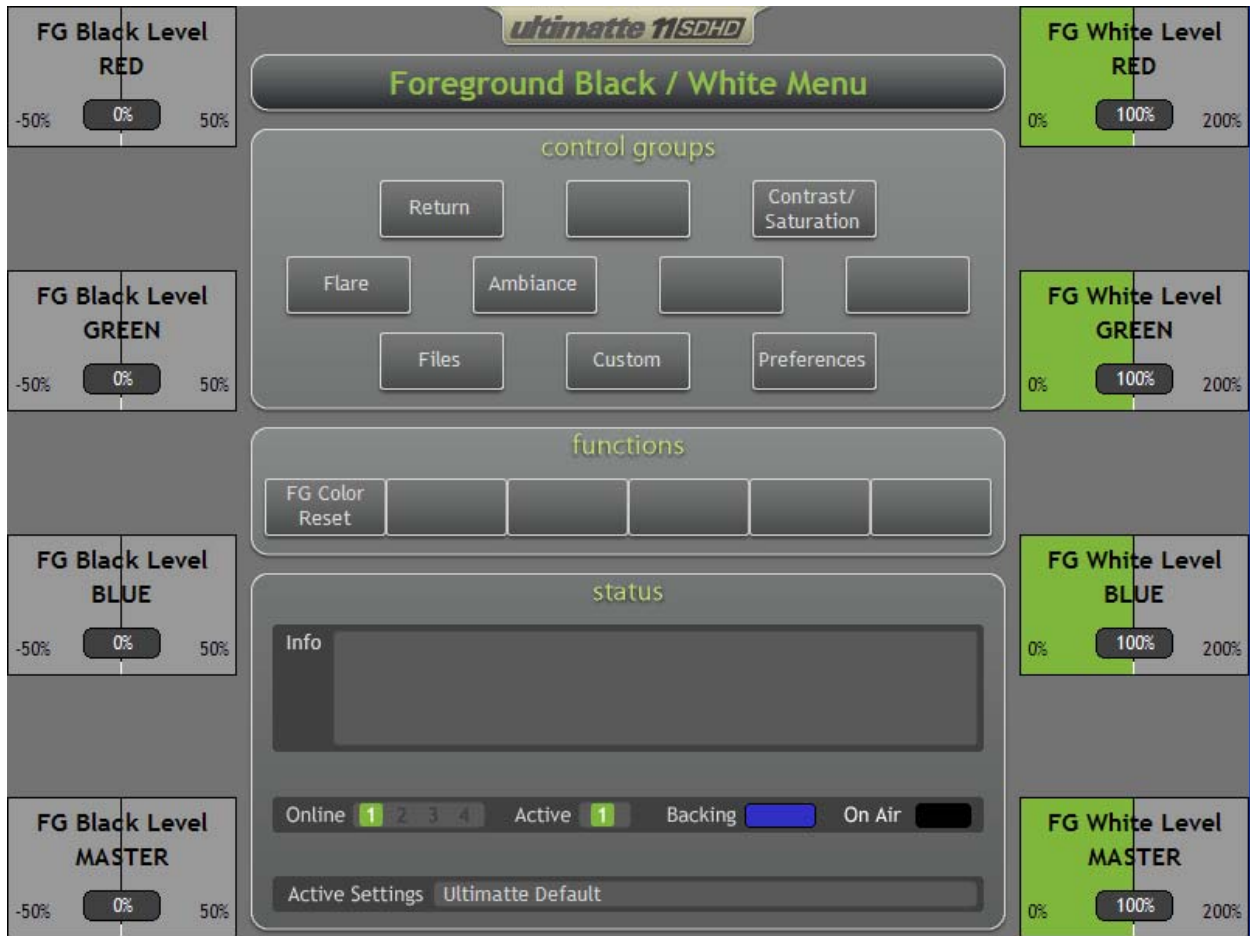 ultimatte 11 SDHD
Foreground Black / White Menu
FG Black Level
RED
-50% 0% 50%
FG Black Level
GREEN
-50% 0% 50%
FG Black Level
BLUE
-50% 0% 50%
FG Black Level
MASTER
-50% 0% 50%
control groups
Return
Contrast/
Saturation
Flare
Ambiance
Files
Custom
Preferences
functions
FG Color
Reset
status
Info
Online 1 2 3 4 Active 1 Backing On Air
Active Settings Ultimatte Default
FG White Level
RED
0% 100% 200%
FG White Level
GREEN
0% 100% 200%
FG White Level
BLUE
0% 100% 200%
FG White Level
MASTER
0% 100% 200%